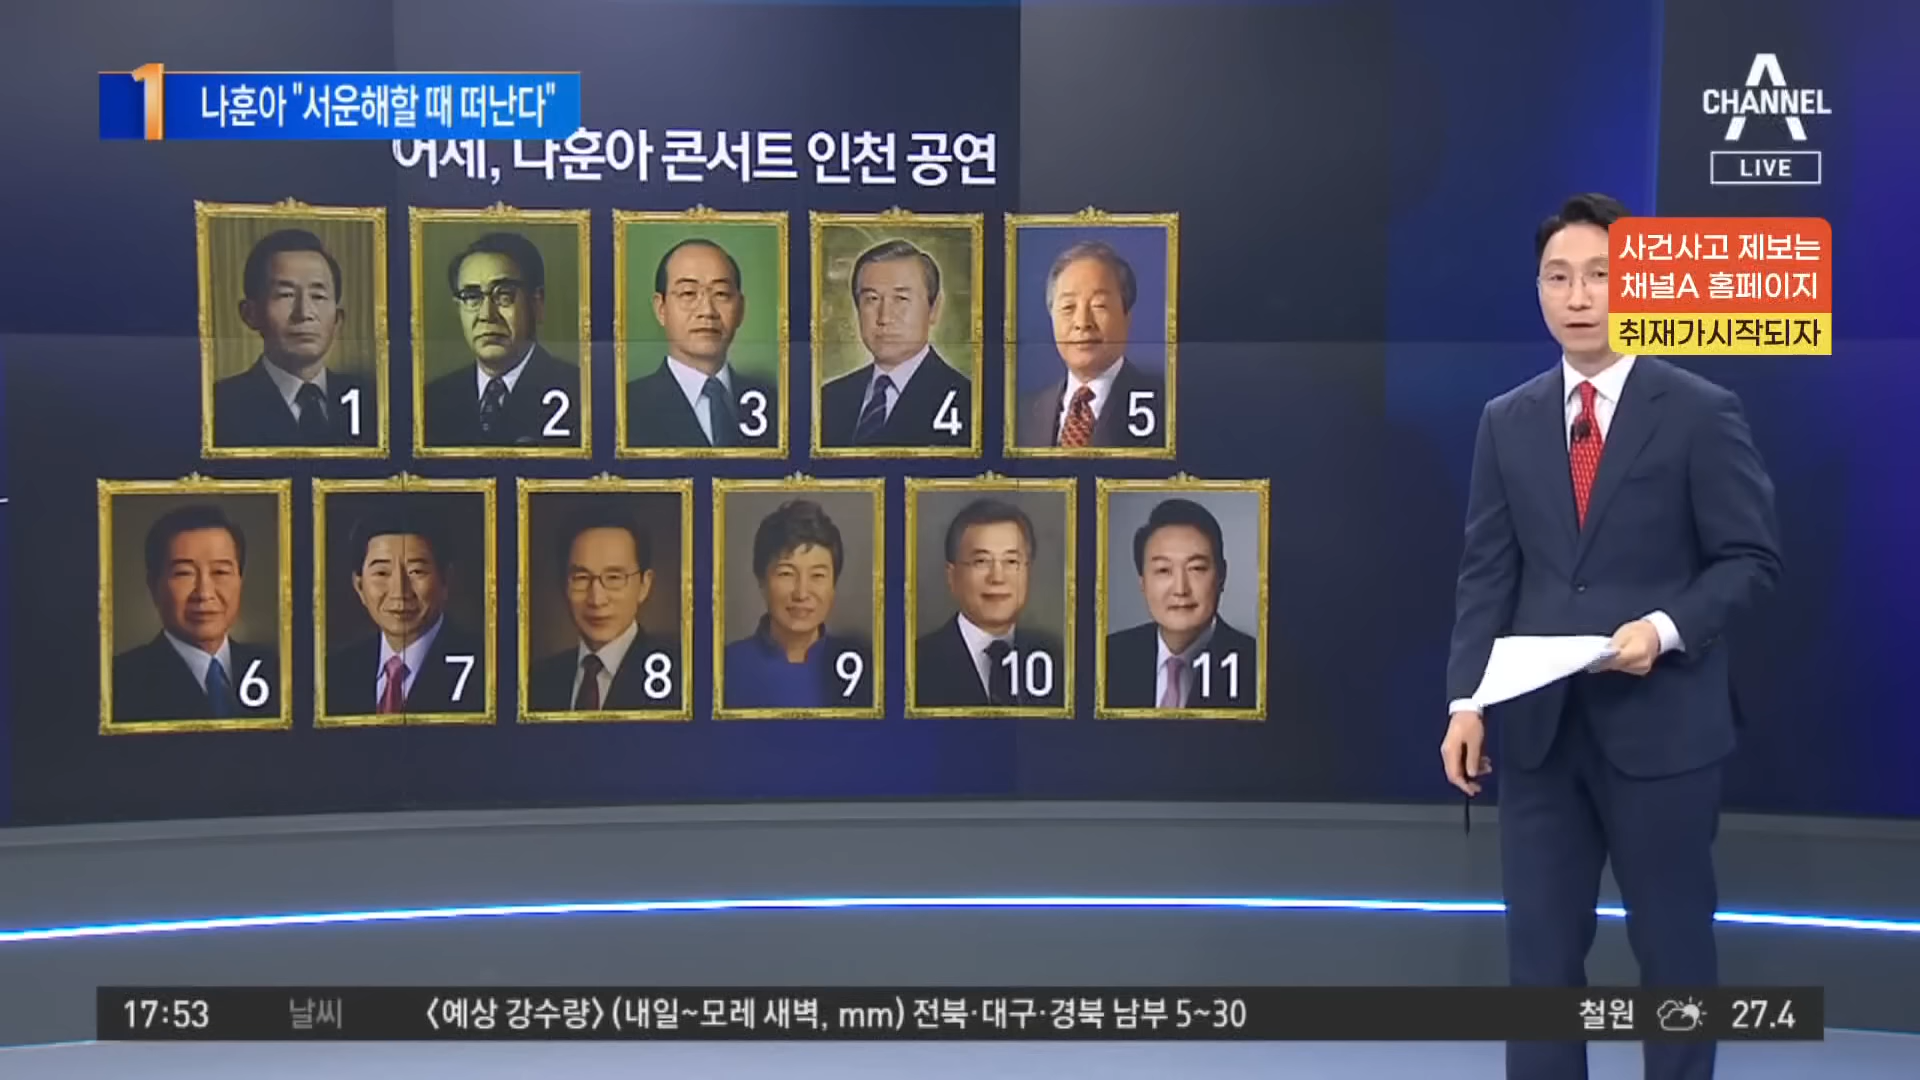 1
나훈아 "서운해할 때 떠난다"
어제, 나훈아 콘서트 인천 공연
CHANNEL A
LIVE
사건사고 제보는
채널A 홈페이지
취재가시작되자
1 2 3 4 5
6 7 8 9 10 11
17:53 날씨 <예상 강수량> (내일~모레 새벽, mm) 전북·대구·경북 남부 5~30 철원 27.4